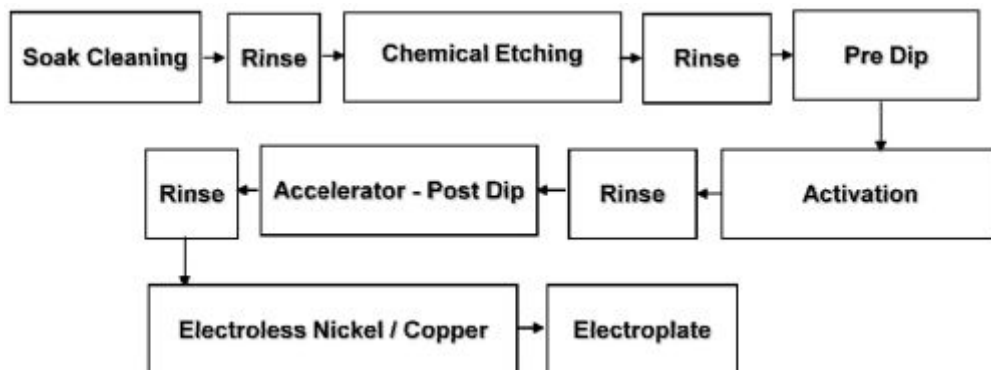 Soak Cleaning
Rinse
Chemical Etching
Rinse
Pre Dip
Activation
Rinse
Accelerator - Post Dip
Rinse
Electroless Nickel / Copper
Electroplate